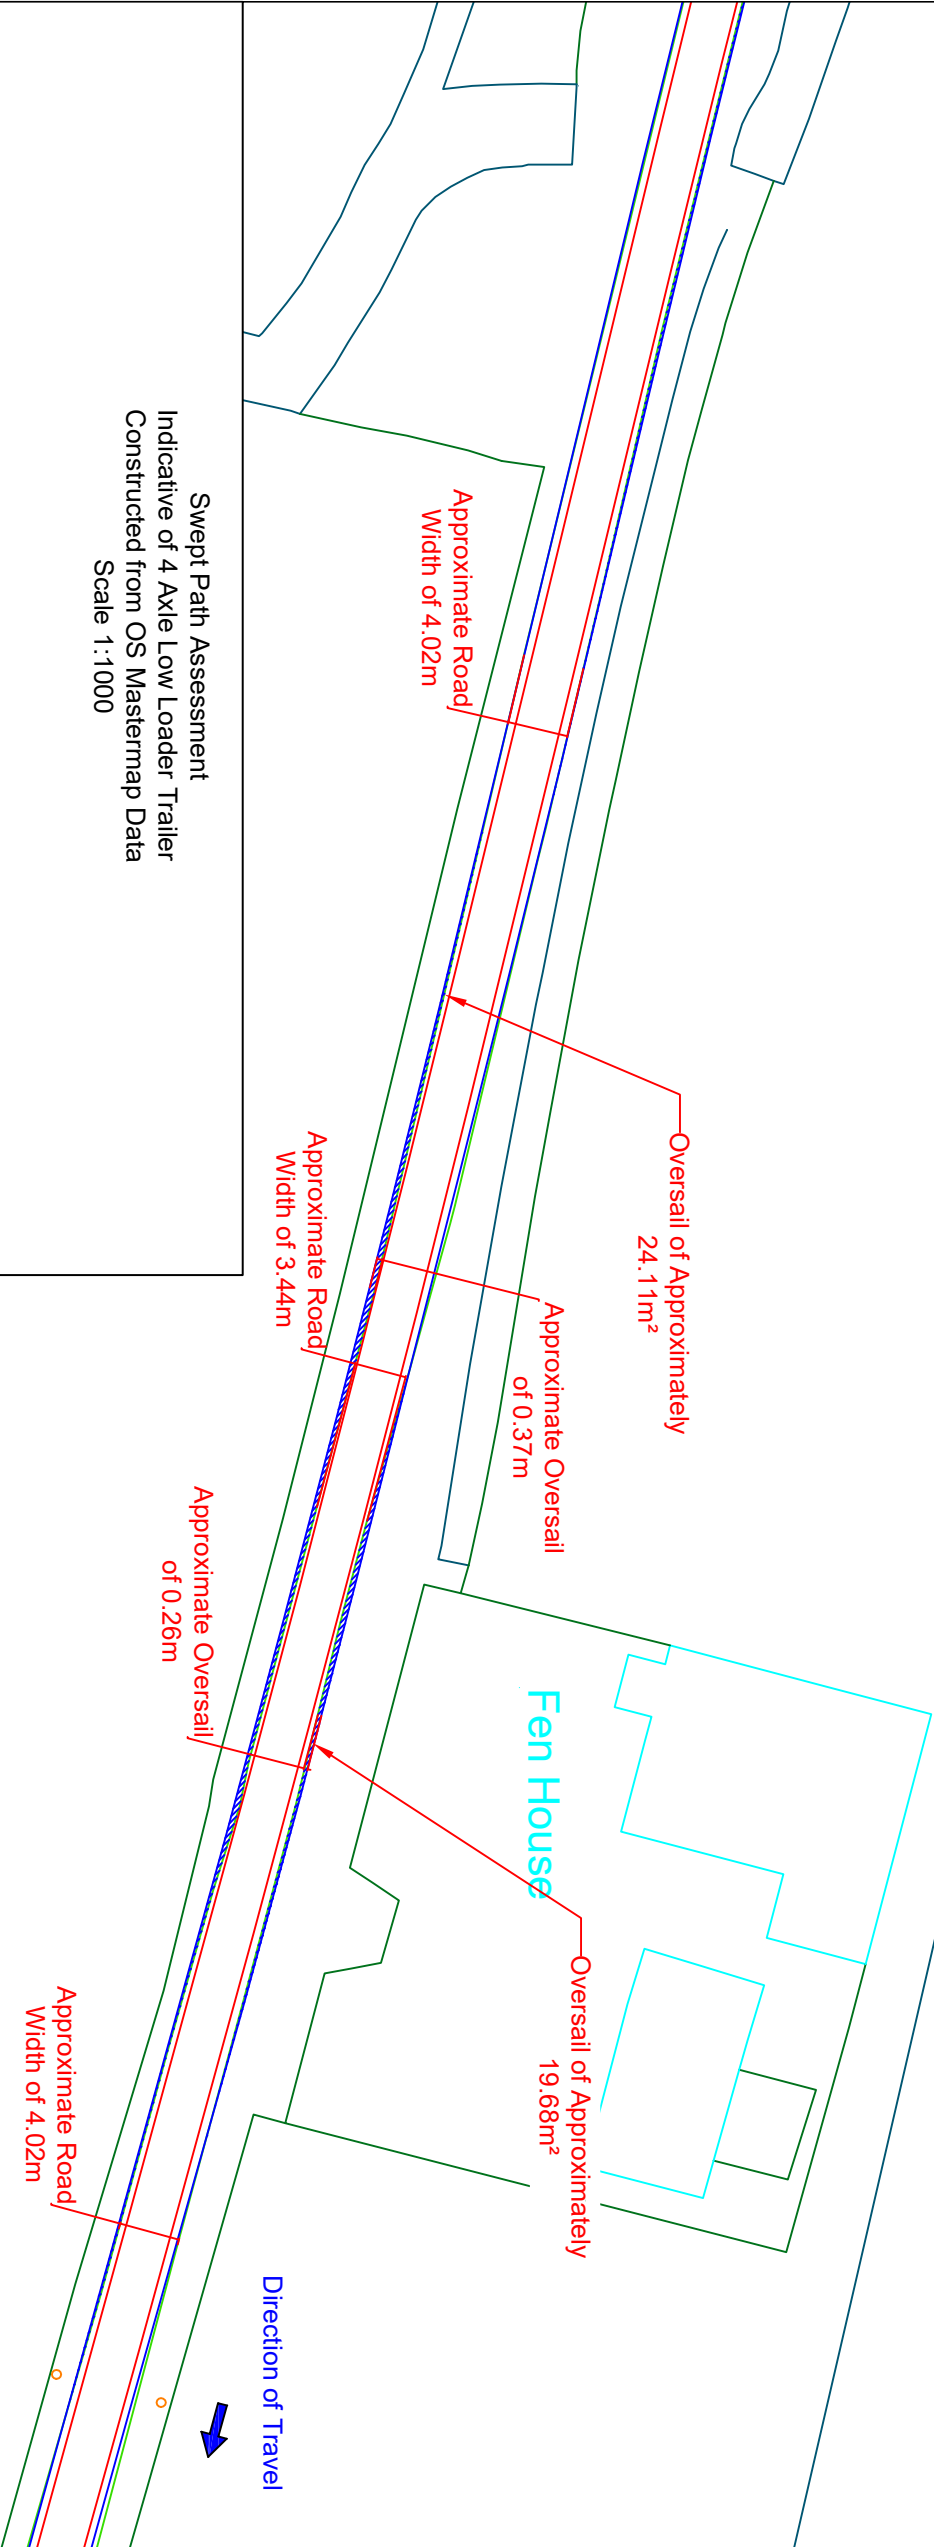 Swept Path Assessment
Indicative of 4 Axle Low Loader Trailer
Constructed from OS Mastermap Data
Scale 1:1000
Approximate Road
Width of 4.02m
Oversail of Approximately
24.11m²
Approximate Road
Width of 3.44m
Approximate Oversail
of 0.37m
Approximate Oversail
of 0.26m
Fen House
Oversail of Approximately
19.68m²
Approximate Road
Width of 4.02m
Direction of Travel